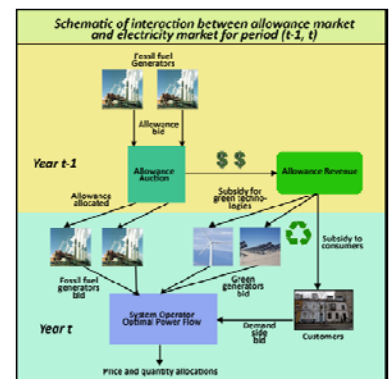 Schematic of interaction between allowance market
and electricity market for period (t-1, t)
Fossil fuel
Generators
Allowance
bid
Year t-1
Allowance
Auction
$ $
Allowance Revenue
Allowance
allocated
Subsidy for
green techno-
logies
Subsidy to
consumers
Fossil fuel
generators
bid
Green
generators
bid
System Operator
Optimal Power Flow
Demand
side
bid
Customers
Year t
Price and quantity allocations